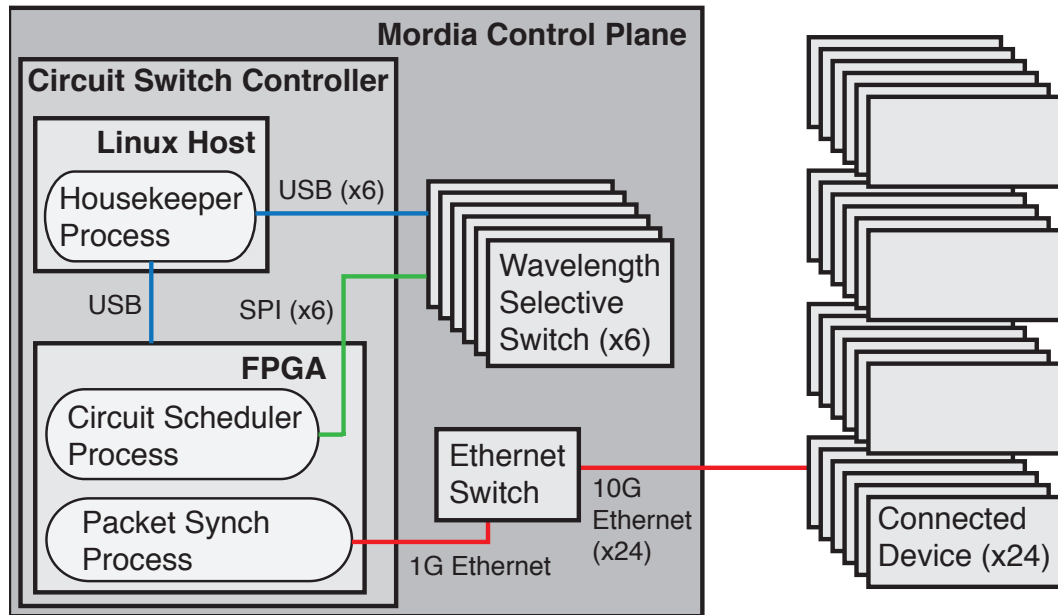 Mordia Control Plane
Circuit Switch Controller
Linux Host
Housekeeper
Process
USB (x6)
USB
SPI (x6)
Wavelength
Selective
Switch (x6)
FPGA
Circuit Scheduler
Process
Packet Synch
Process
1G Ethernet
Ethernet
Switch
10G
Ethernet
(x24)
Connected
Device (x24)